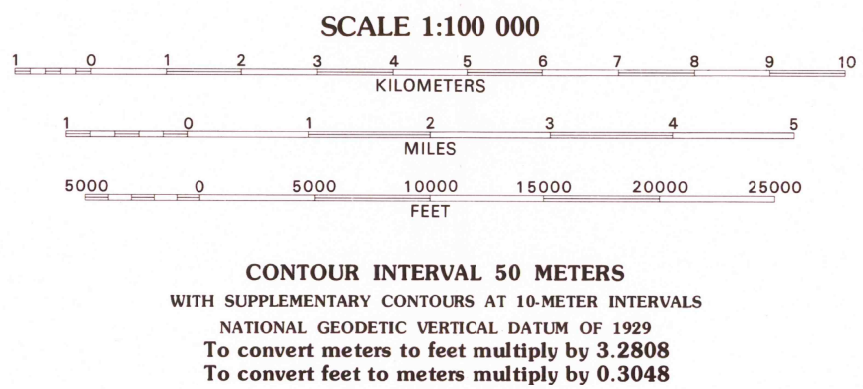 SCALE 1:100 000
1 0 1 2 3 4 5 6 7 8 9 10
KILOMETERS
1 0 1 2 3 4 5
MILES
5000 0 5000 10000 15000 20000 25000
FEET
CONTOUR INTERVAL 50 METERS
WITH SUPPLEMENTARY CONTOURS AT 10-METER INTERVALS
NATIONAL GEODETIC VERTICAL DATUM OF 1929
To convert meters to feet multiply by 3.2808
To convert feet to meters multiply by 0.3048